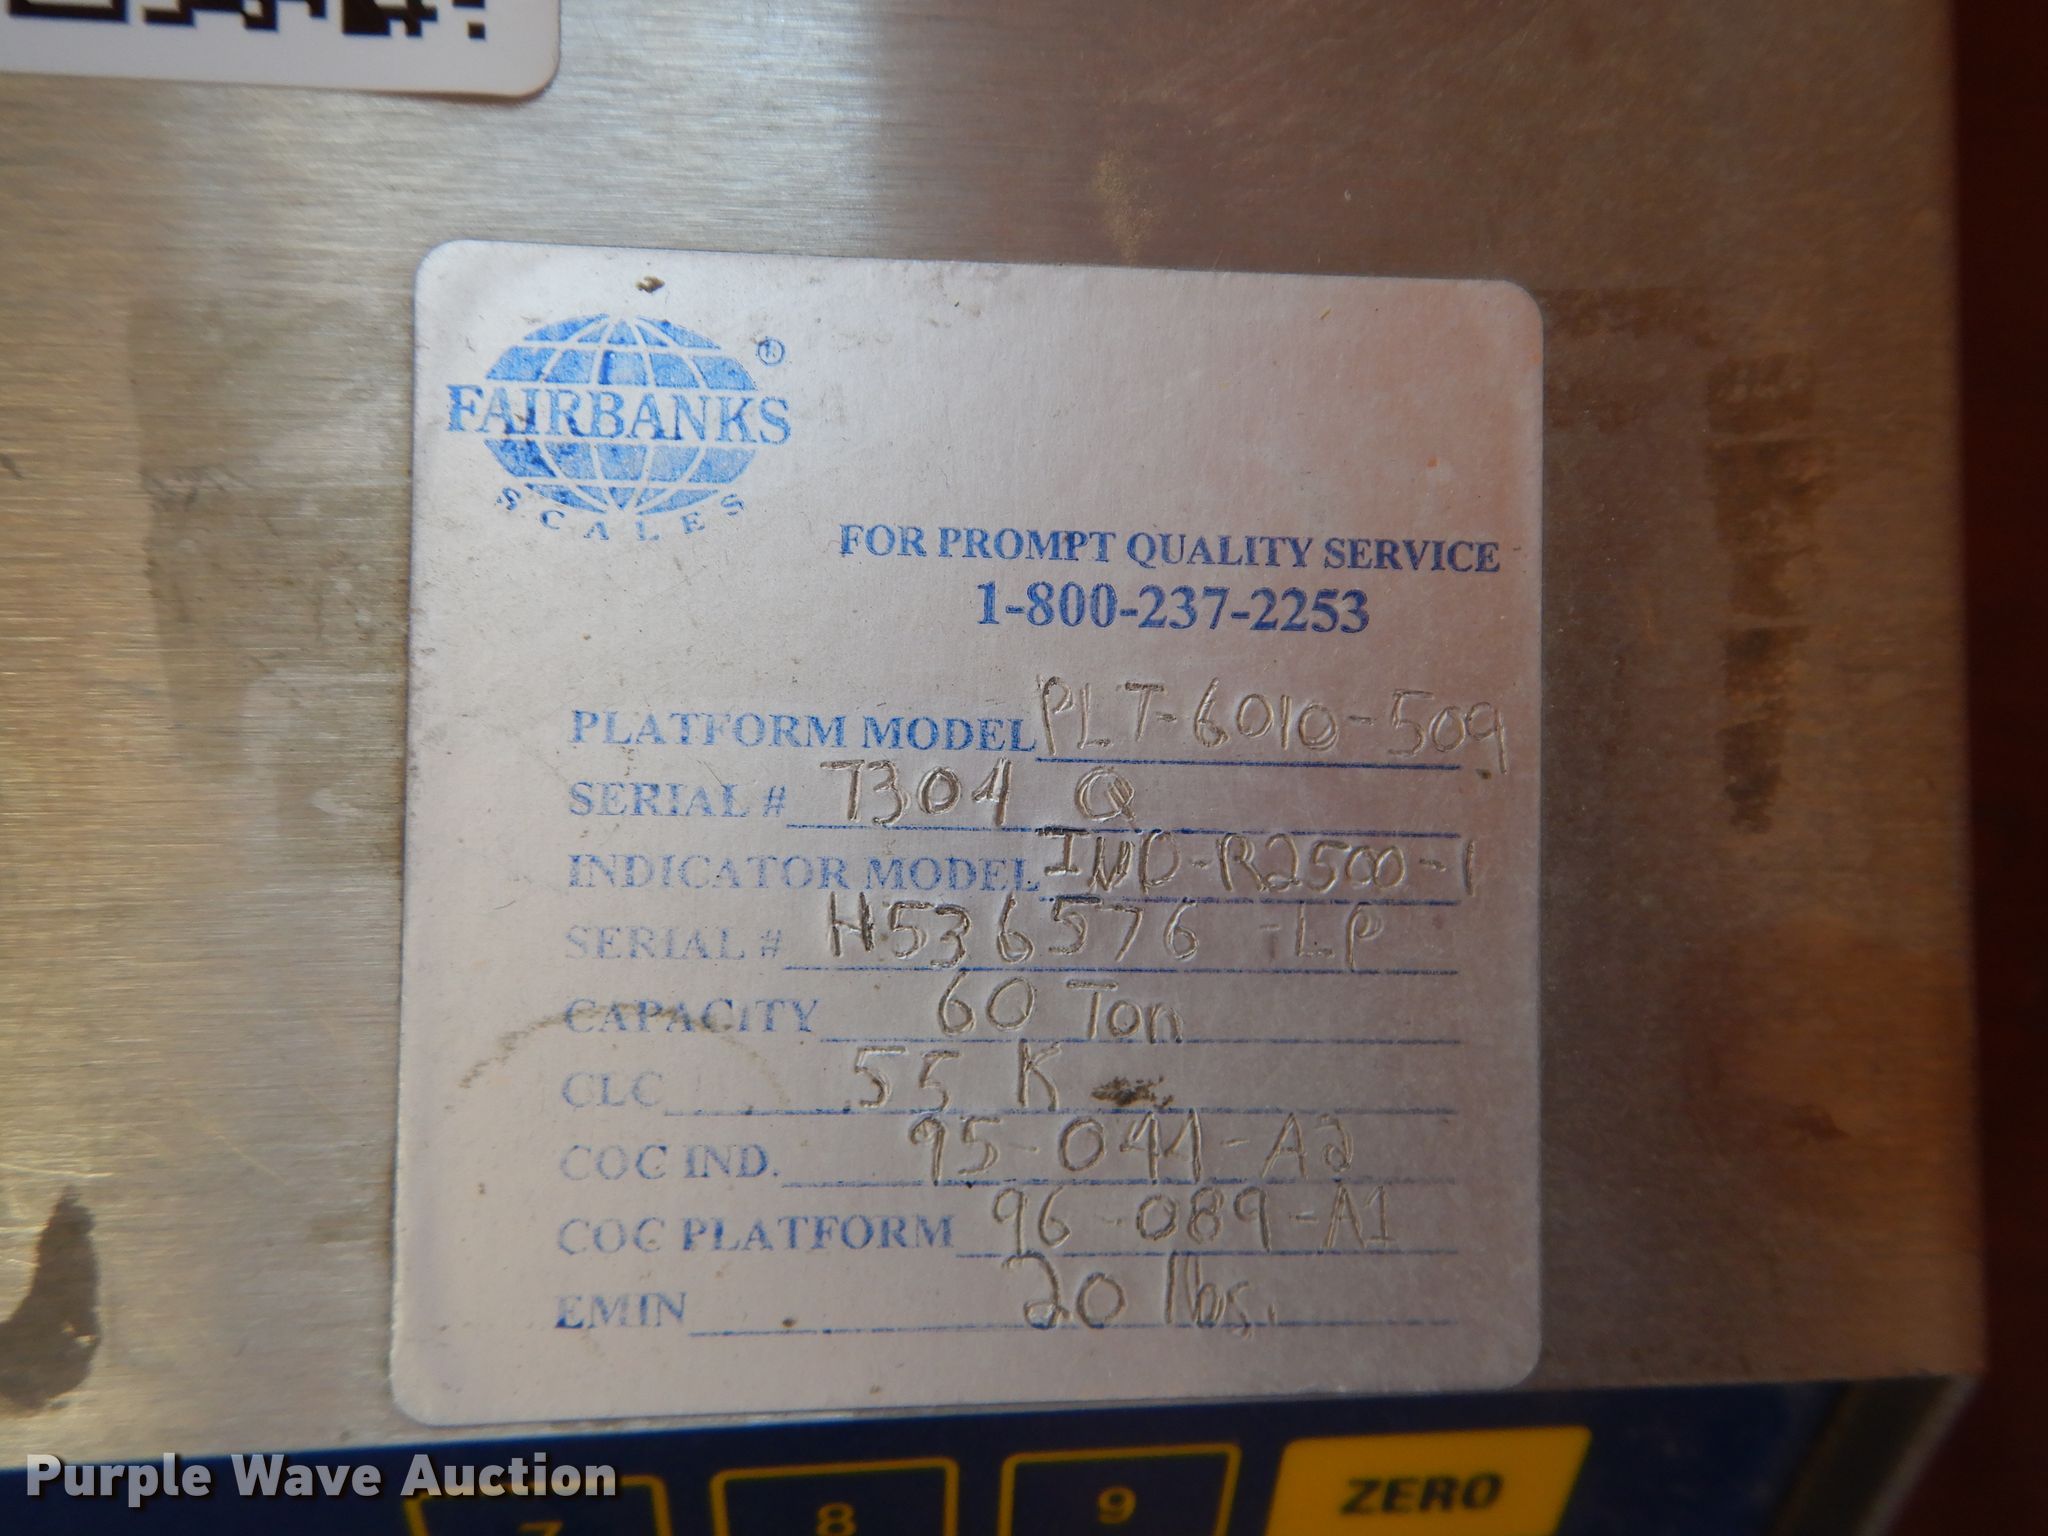 FAIRBANKS ®
SCALES
FOR PROMPT QUALITY SERVICE
1-800-237-2253
PLATFORM MODEL PLT-6010-509
SERIAL # T304 Q
INDICATOR MODEL IND-R2500-1
SERIAL # H536576 -LP
CAPACITY 60 Ton
CLC 55 K
COC IND. 95-044-A2
COC PLATFORM 96-089-A1
EMIN 20 lbs.
7 8 9 ZERO
Purple Wave Auction